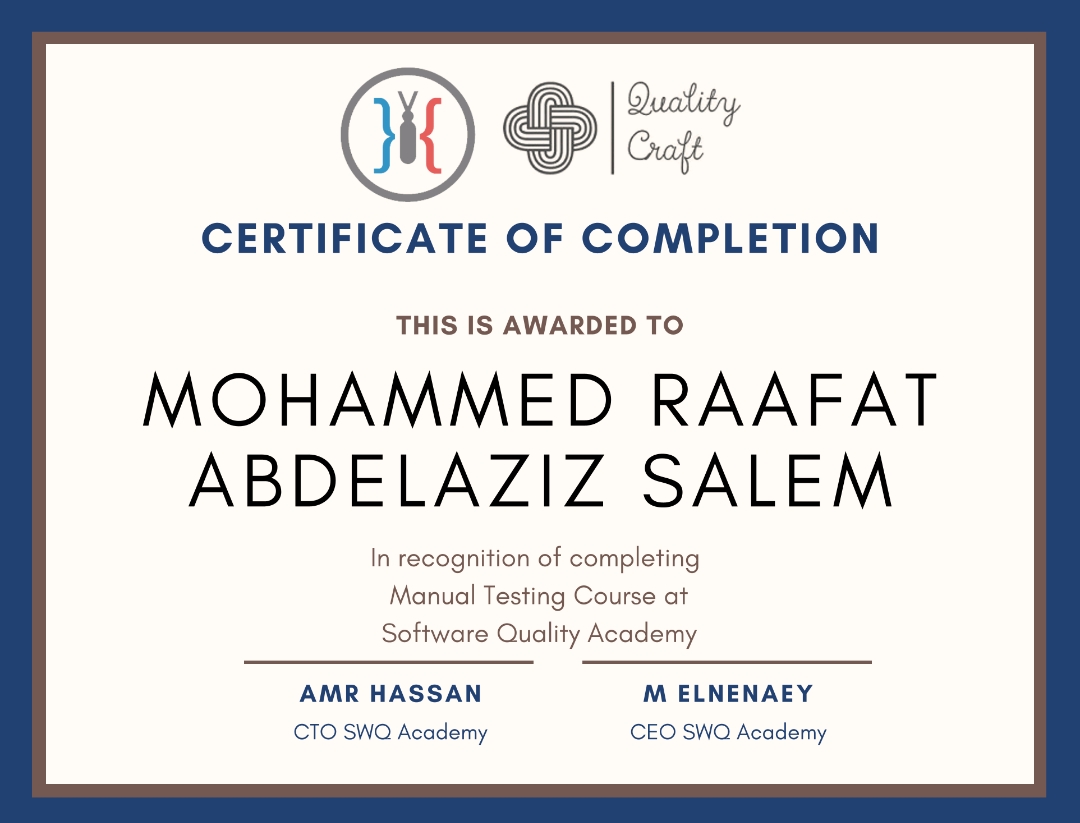 Quality
Craft
CERTIFICATE OF COMPLETION
THIS IS AWARDED TO
MOHAMMED RAAFAT
ABDELAZIZ SALEM
In recognition of completing
Manual Testing Course at
Software Quality Academy
AMR HASSAN
M ELNENAEY
CTO SWQ Academy
CEO SWQ Academy